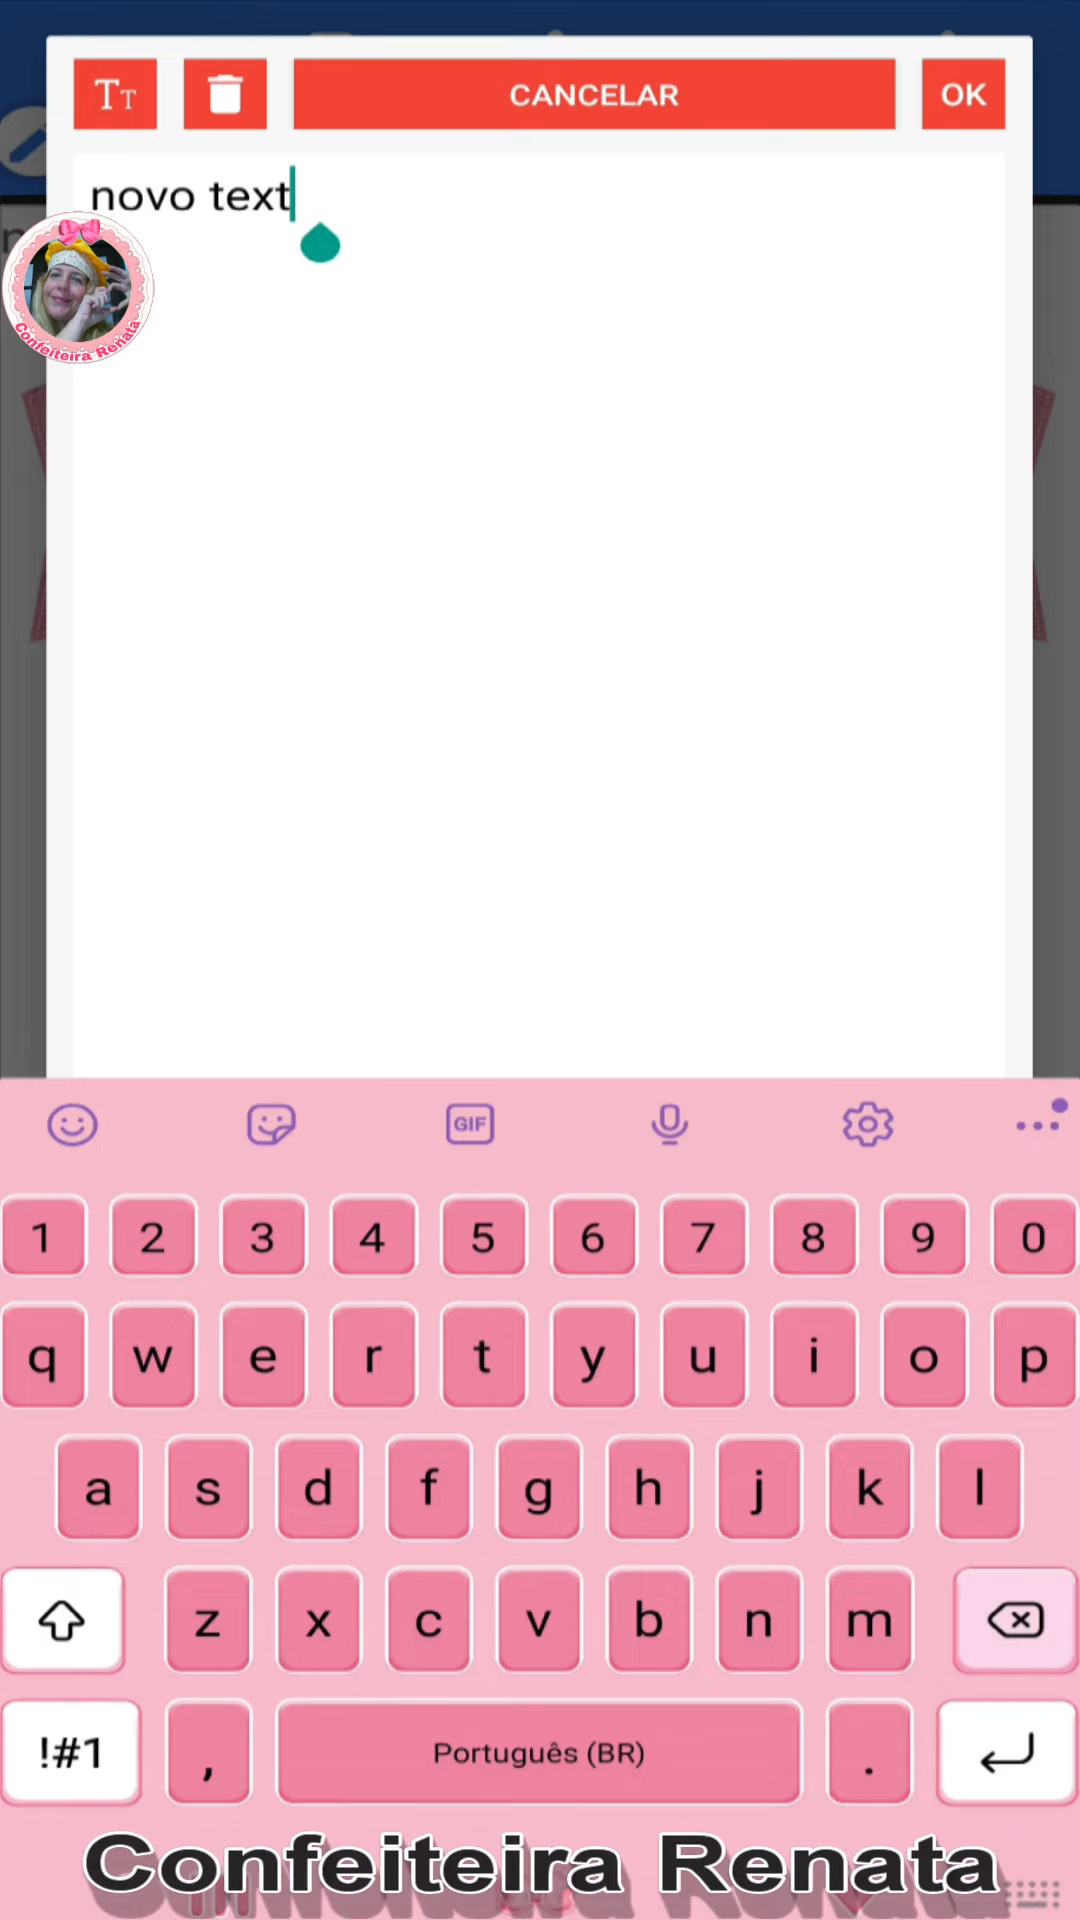 TT
CANCELAR
OK
novo text
n
Confeiteira Renata
GIF
1 2 3 4 5 6 7 8 9 0
q w e r t y u i o p
a s d f g h j k l
z x c v b n m
!#1 , Português (BR) .
Confeiteira Renata